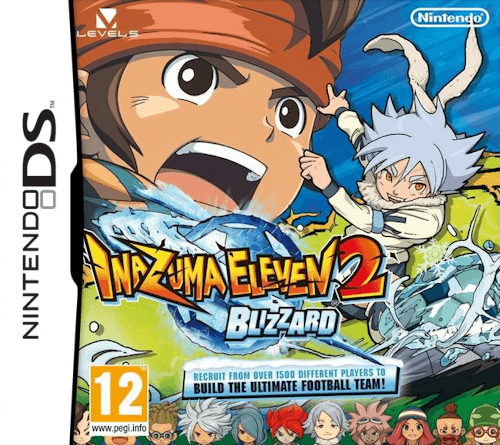 LEVEL5
Nintendo
NINTENDO DS™
INAZUMA ELEVEN 2
BLIZZARD
RECRUIT FROM OVER 1500 DIFFERENT PLAYERS TO
BUILD THE ULTIMATE FOOTBALL TEAM!
12
www.pegi.info